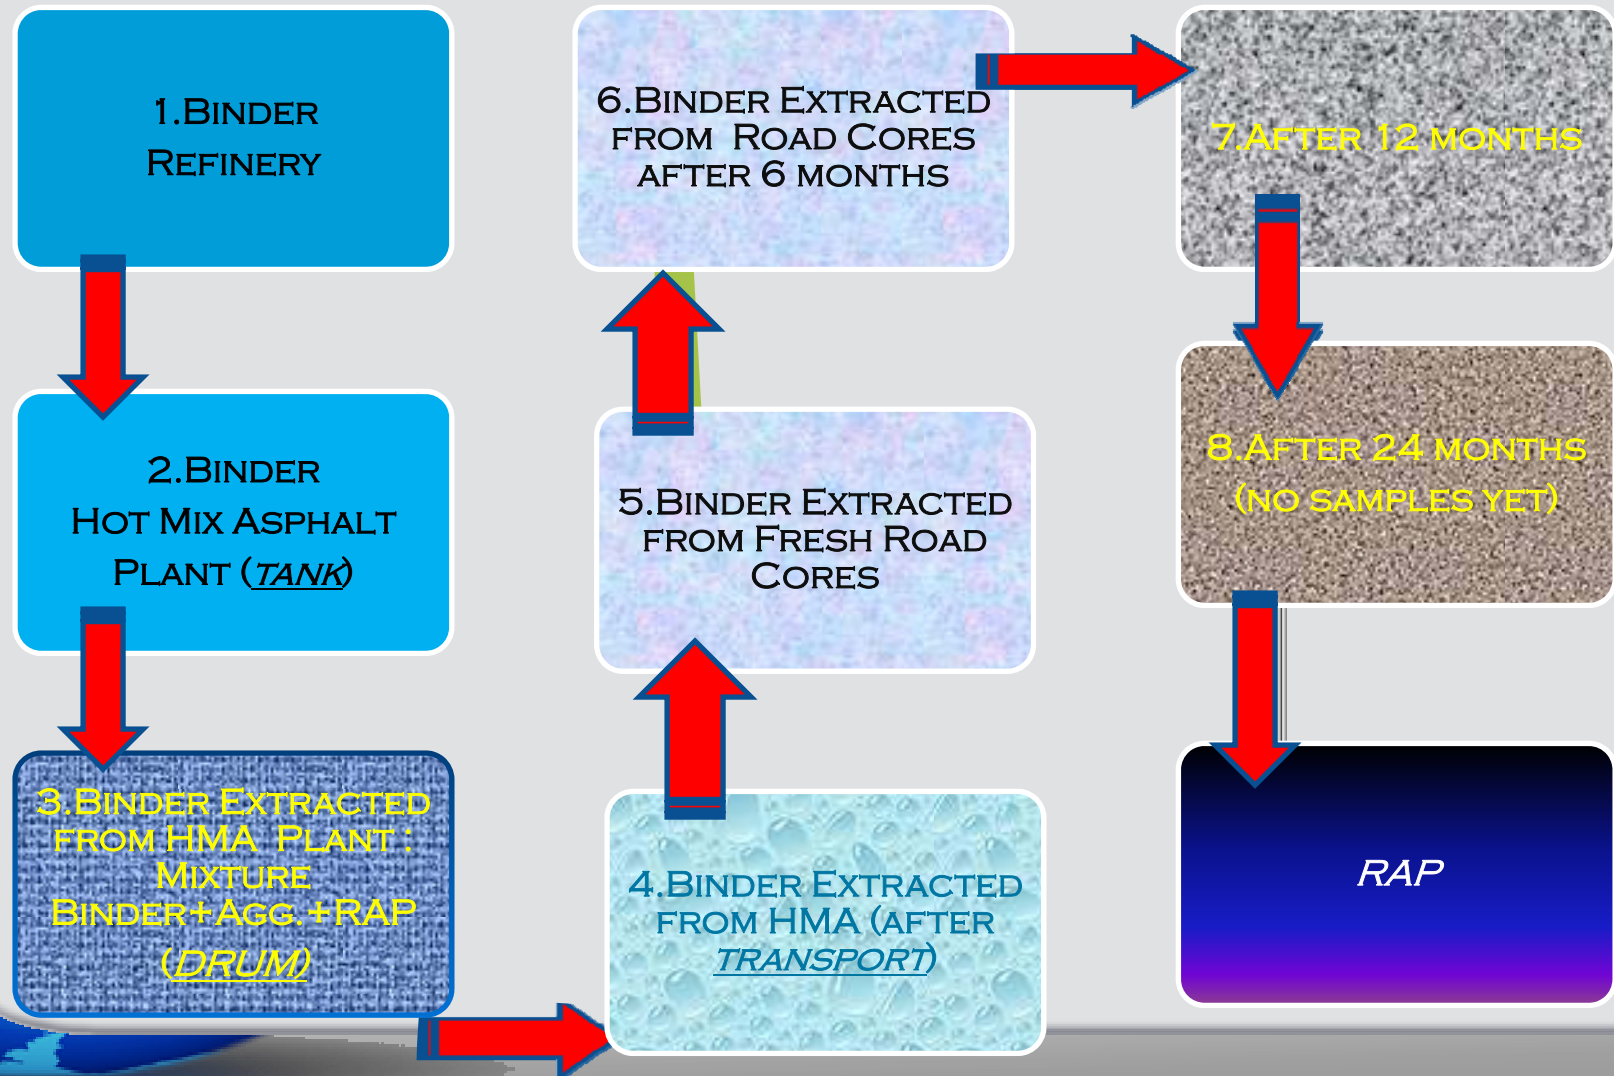 1.Binder
Refinery
2.Binder
Hot Mix Asphalt
Plant (tank)
3.Binder Extracted
from HMA Plant :
Mixture
Binder+Agg.+RAP
(DRUM)
4.Binder Extracted
from HMA (after
transport)
5.Binder Extracted
from Fresh Road
Cores
6.Binder Extracted
from Road Cores
after 6 months
7.After 12 months
8.After 24 months
(no samples yet)
RAP